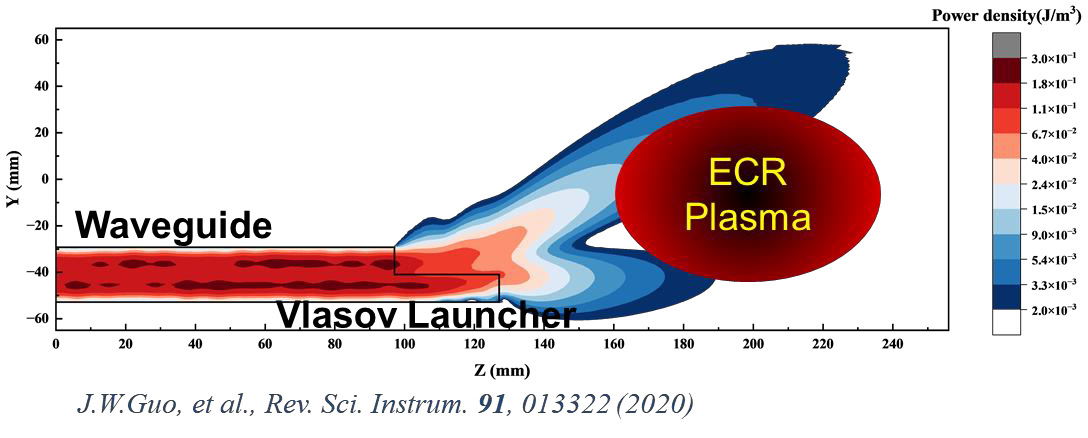 Power density(J/m³)
60
40
20
0
−20
−40
−60
Y (mm)
Waveguide
Vlasov Launcher
ECR
Plasma
3.0×10⁻¹
1.8×10⁻¹
1.1×10⁻¹
6.7×10⁻²
4.0×10⁻²
2.4×10⁻²
1.5×10⁻²
9.0×10⁻³
5.4×10⁻³
3.3×10⁻³
2.0×10⁻³
0 20 40 60 80 100 120 140 160 180 200 220 240
Z (mm)
J.W.Guo, et al., Rev. Sci. Instrum. 91, 013322 (2020)